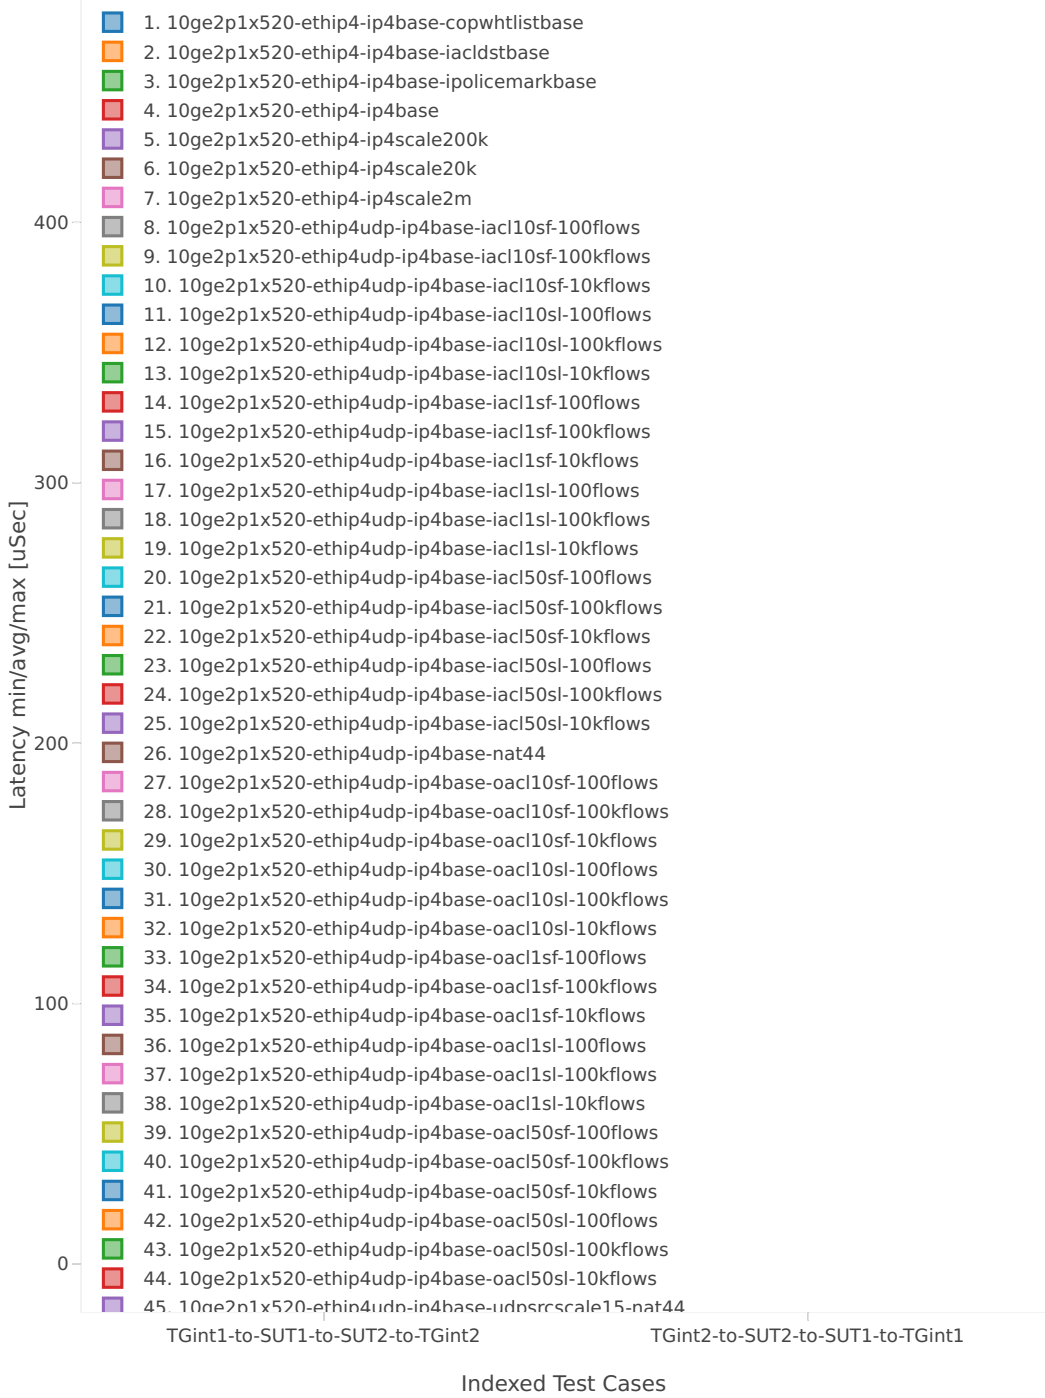 1. 10ge2p1x520-ethip4-ip4base-copwhtlistbase
2. 10ge2p1x520-ethip4-ip4base-iacldstbase
3. 10ge2p1x520-ethip4-ip4base-ipolicemarkbase
4. 10ge2p1x520-ethip4-ip4base
5. 10ge2p1x520-ethip4-ip4scale200k
6. 10ge2p1x520-ethip4-ip4scale20k
7. 10ge2p1x520-ethip4-ip4scale2m
8. 10ge2p1x520-ethip4udp-ip4base-iacl10sf-100flows
9. 10ge2p1x520-ethip4udp-ip4base-iacl10sf-100kflows
10. 10ge2p1x520-ethip4udp-ip4base-iacl10sf-10kflows
11. 10ge2p1x520-ethip4udp-ip4base-iacl10sl-100flows
12. 10ge2p1x520-ethip4udp-ip4base-iacl10sl-100kflows
13. 10ge2p1x520-ethip4udp-ip4base-iacl10sl-10kflows
14. 10ge2p1x520-ethip4udp-ip4base-iacl1sf-100flows
15. 10ge2p1x520-ethip4udp-ip4base-iacl1sf-100kflows
16. 10ge2p1x520-ethip4udp-ip4base-iacl1sf-10kflows
17. 10ge2p1x520-ethip4udp-ip4base-iacl1sl-100flows
18. 10ge2p1x520-ethip4udp-ip4base-iacl1sl-100kflows
19. 10ge2p1x520-ethip4udp-ip4base-iacl1sl-10kflows
20. 10ge2p1x520-ethip4udp-ip4base-iacl50sf-100flows
21. 10ge2p1x520-ethip4udp-ip4base-iacl50sf-100kflows
22. 10ge2p1x520-ethip4udp-ip4base-iacl50sf-10kflows
23. 10ge2p1x520-ethip4udp-ip4base-iacl50sl-100flows
24. 10ge2p1x520-ethip4udp-ip4base-iacl50sl-100kflows
25. 10ge2p1x520-ethip4udp-ip4base-iacl50sl-10kflows
26. 10ge2p1x520-ethip4udp-ip4base-nat44
27. 10ge2p1x520-ethip4udp-ip4base-oacl10sf-100flows
28. 10ge2p1x520-ethip4udp-ip4base-oacl10sf-100kflows
29. 10ge2p1x520-ethip4udp-ip4base-oacl10sf-10kflows
30. 10ge2p1x520-ethip4udp-ip4base-oacl10sl-100flows
31. 10ge2p1x520-ethip4udp-ip4base-oacl10sl-100kflows
32. 10ge2p1x520-ethip4udp-ip4base-oacl10sl-10kflows
33. 10ge2p1x520-ethip4udp-ip4base-oacl1sf-100flows
34. 10ge2p1x520-ethip4udp-ip4base-oacl1sf-100kflows
35. 10ge2p1x520-ethip4udp-ip4base-oacl1sf-10kflows
36. 10ge2p1x520-ethip4udp-ip4base-oacl1sl-100flows
37. 10ge2p1x520-ethip4udp-ip4base-oacl1sl-100kflows
38. 10ge2p1x520-ethip4udp-ip4base-oacl1sl-10kflows
39. 10ge2p1x520-ethip4udp-ip4base-oacl50sf-100flows
40. 10ge2p1x520-ethip4udp-ip4base-oacl50sf-100kflows
41. 10ge2p1x520-ethip4udp-ip4base-oacl50sf-10kflows
42. 10ge2p1x520-ethip4udp-ip4base-oacl50sl-100flows
43. 10ge2p1x520-ethip4udp-ip4base-oacl50sl-100kflows
44. 10ge2p1x520-ethip4udp-ip4base-oacl50sl-10kflows
45. 10ge2p1x520-ethip4udp-ip4base-udpsrcscale15-nat44
400
300
200
100
0
Latency min/avg/max [uSec]
TGint1-to-SUT1-to-SUT2-to-TGint2
TGint2-to-SUT2-to-SUT1-to-TGint1
Indexed Test Cases